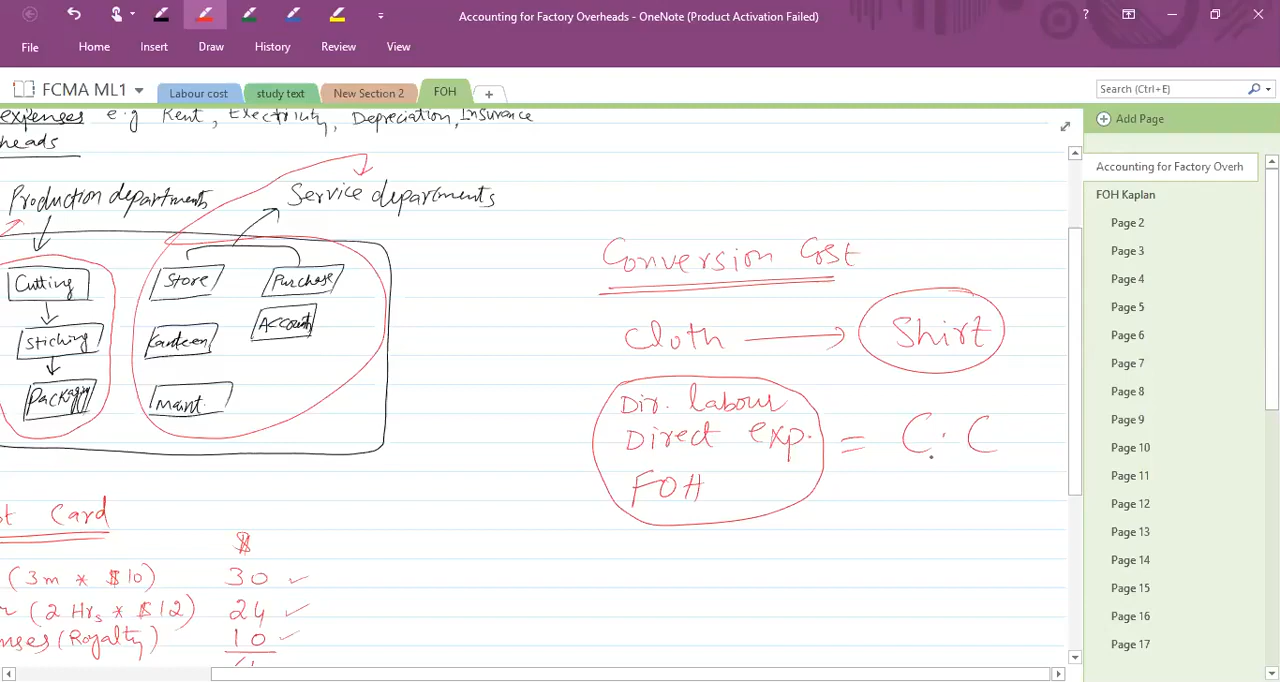 Accounting for Factory Overheads - OneNote (Product Activation Failed)
?
File Home Insert Draw History Review View
FCMA ML1
Labour cost study text New Section 2 FOH
Search (Ctrl+E)
Add Page
expenses e.g Rent, Electricity, Depreciation, Insurance
heads
Production departments
Service departments
Cutting
Stiching
Packaging
Store
Purchase
Kanteen
Account
Maint.
Conversion Cost
Cloth → Shirt
Dir. labour
Direct exp.
FOH
= C.C
st Card
$
(3m * $10) 30 ✓
r (2 Hrs * $12) 24 ✓
nses (Royalty) 10 ✓
Accounting for Factory Overh
FOH Kaplan
Page 2
Page 3
Page 4
Page 5
Page 6
Page 7
Page 8
Page 9
Page 10
Page 11
Page 12
Page 13
Page 14
Page 15
Page 16
Page 17